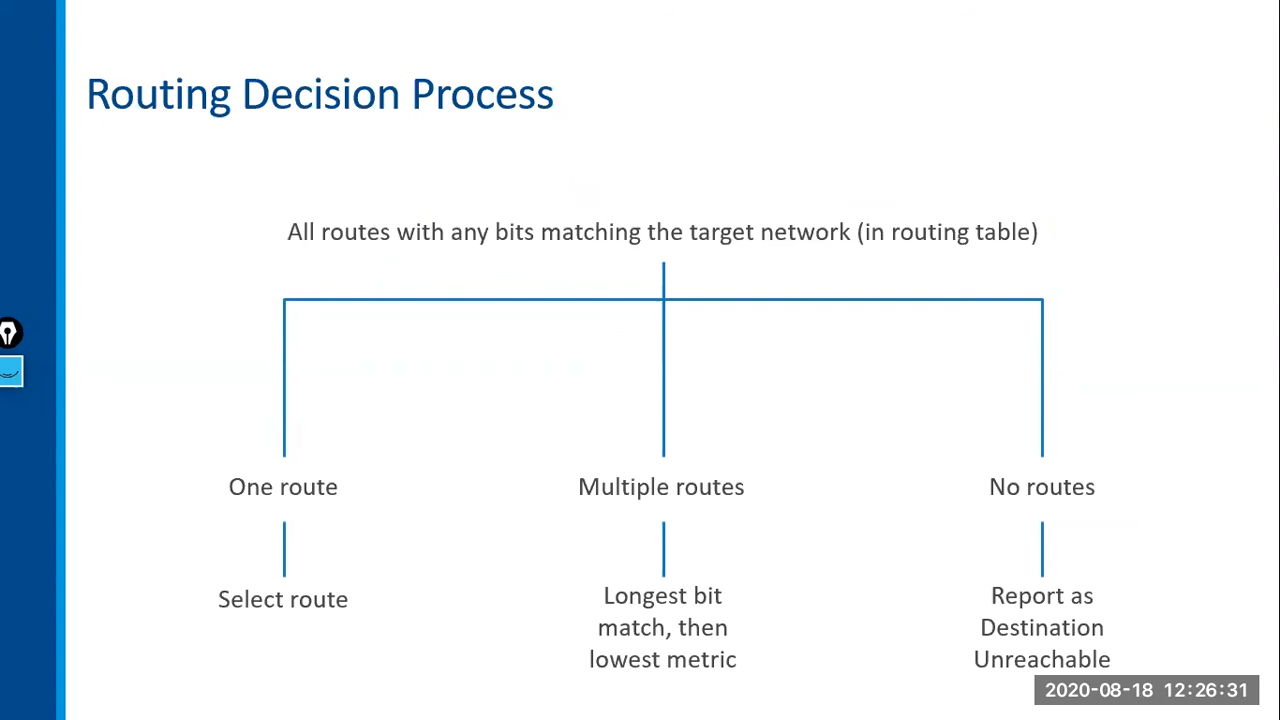 Routing Decision Process
All routes with any bits matching the target network (in routing table)
One route
Multiple routes
No routes
Select route
Longest bit
match, then
lowest metric
Report as
Destination
Unreachable
2020-08-18 12:26:31